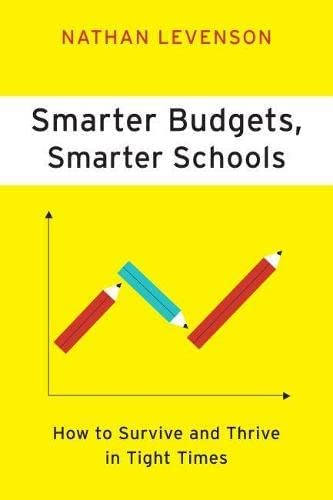 NATHAN LEVENSON
Smarter Budgets,
Smarter Schools
How to Survive and Thrive
in Tight Times